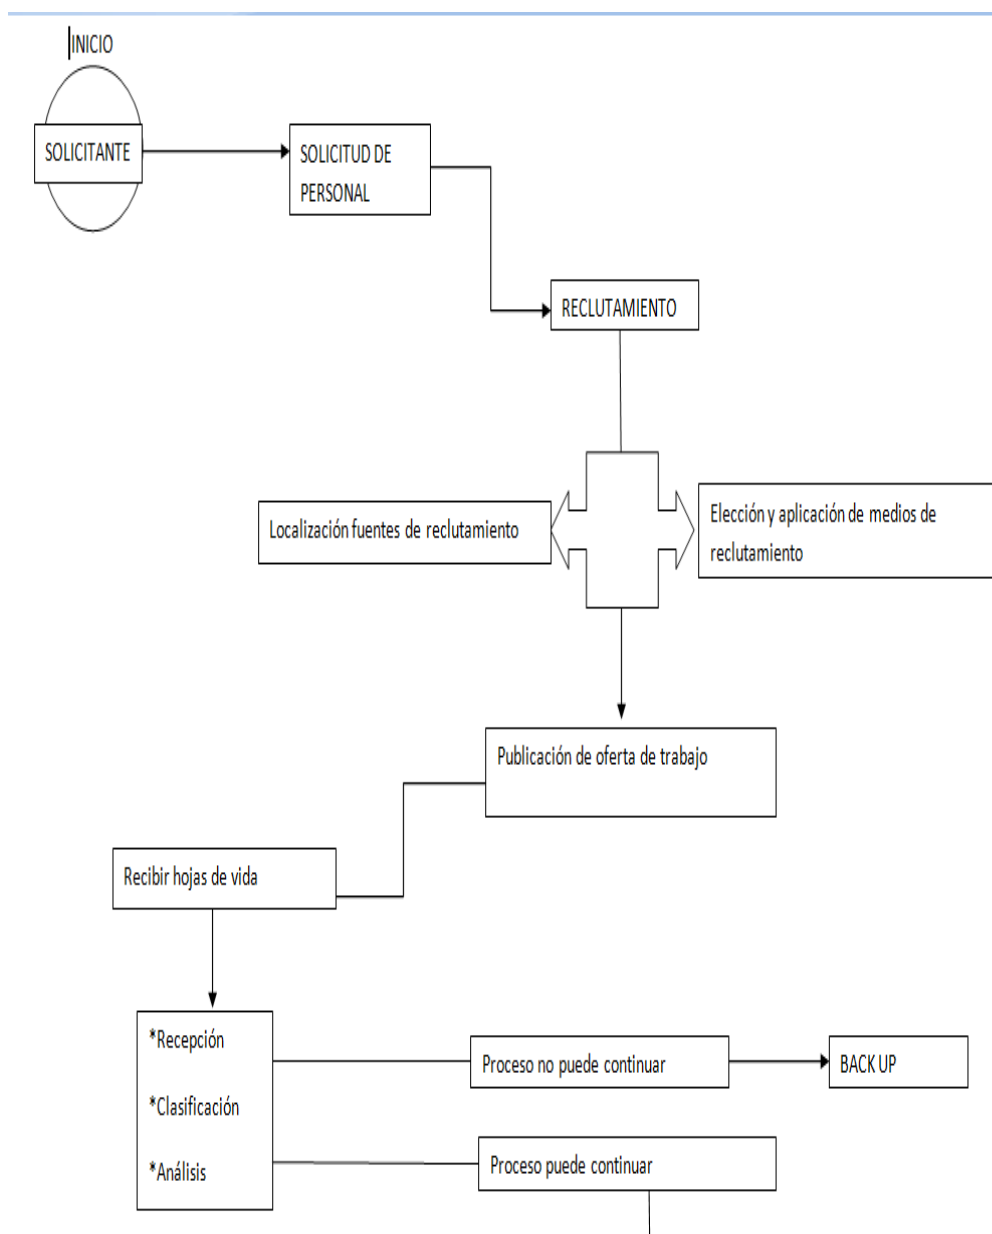 INICIO
SOLICITANTE
SOLICITUD DE
PERSONAL
RECLUTAMIENTO
Localización fuentes de reclutamiento
Elección y aplicación de medios de
reclutamiento
Publicación de oferta de trabajo
Recibir hojas de vida
*Recepción
*Clasificación
*Análisis
Proceso no puede continuar
BACK UP
Proceso puede continuar